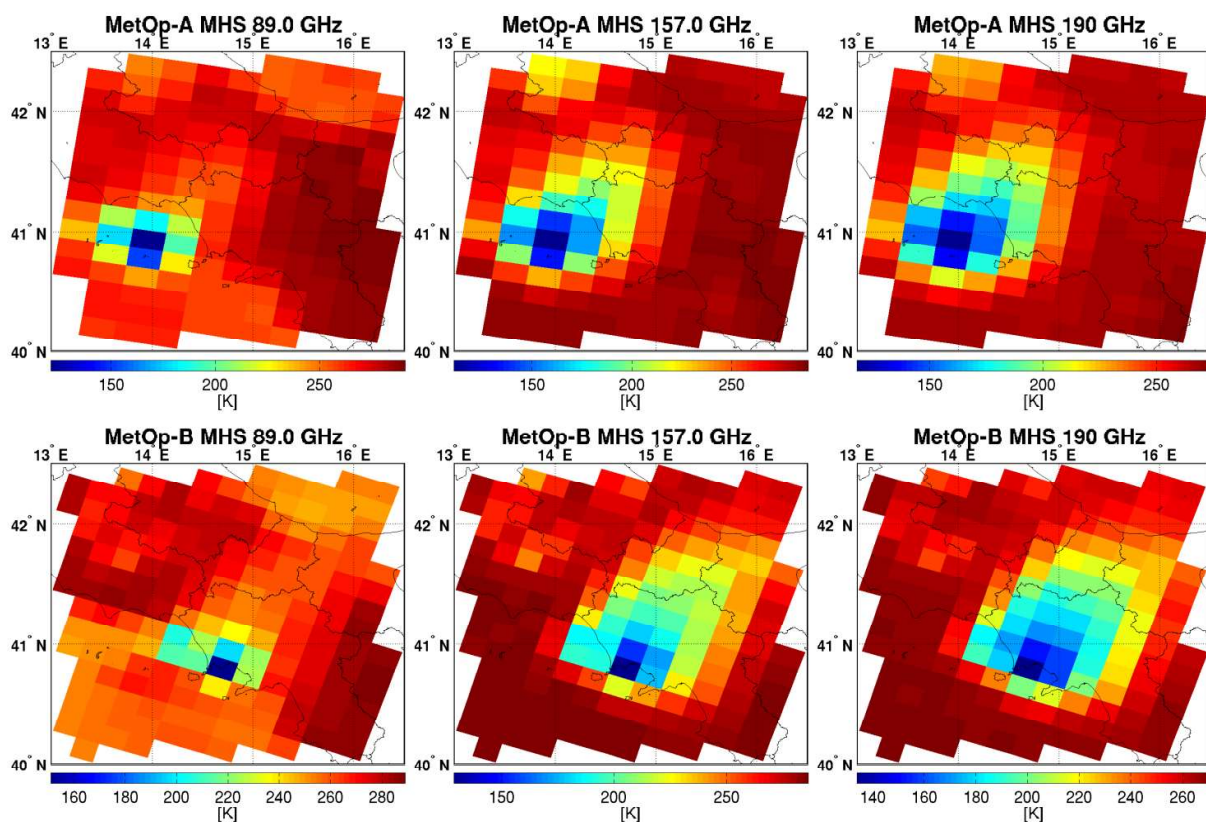 MetOp-A MHS 89.0 GHz
13° E 14° E 15° E 16° E
42° N
41° N
40° N
150 200 250
[K]
MetOp-A MHS 157.0 GHz
13° E 14° E 15° E 16° E
42° N
41° N
40° N
150 200 250
[K]
MetOp-A MHS 190 GHz
13° E 14° E 15° E 16° E
42° N
41° N
40° N
150 200 250
[K]
MetOp-B MHS 89.0 GHz
13° E 14° E 15° E 16° E
42° N
41° N
40° N
160 180 200 220 240 260 280
[K]
MetOp-B MHS 157.0 GHz
13° E 14° E 15° E 16° E
42° N
41° N
40° N
150 200 250
[K]
MetOp-B MHS 190 GHz
13° E 14° E 15° E 16° E
42° N
41° N
40° N
140 160 180 200 220 240 260
[K]